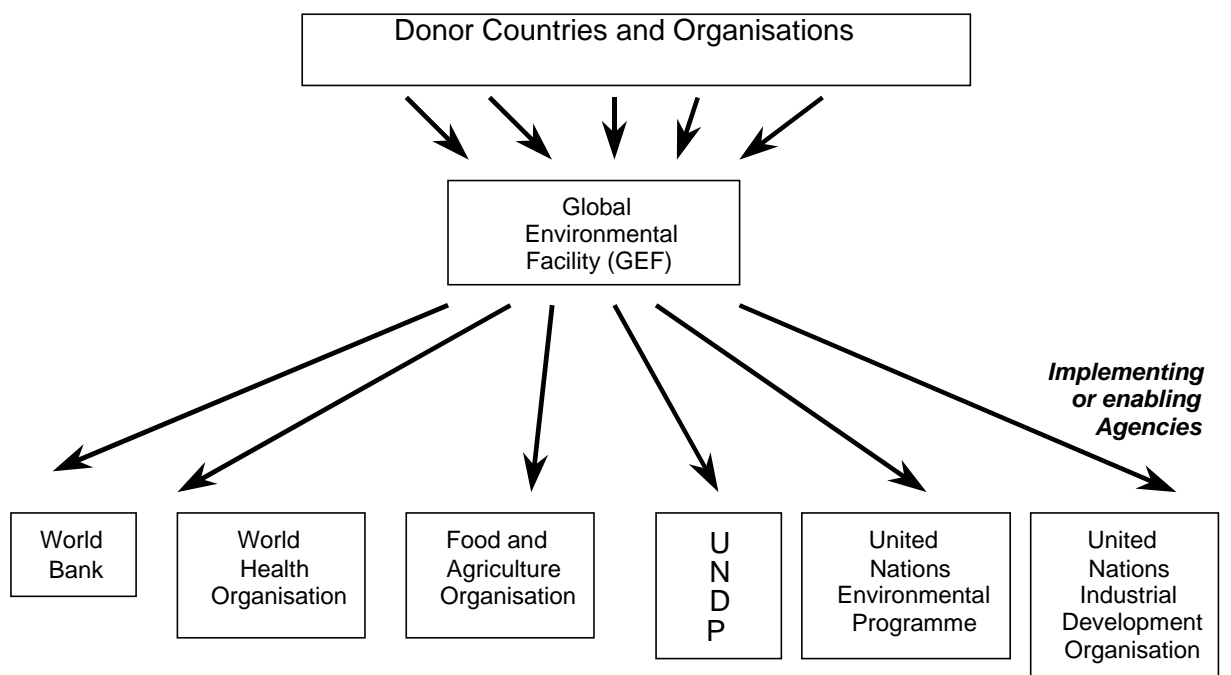 Donor Countries and Organisations
Global
Environmental
Facility (GEF)
Implementing
or enabling
Agencies
World
Bank
World
Health
Organisation
Food and
Agriculture
Organisation
U
N
D
P
United
Nations
Environmental
Programme
United
Nations
Industrial
Development
Organisation